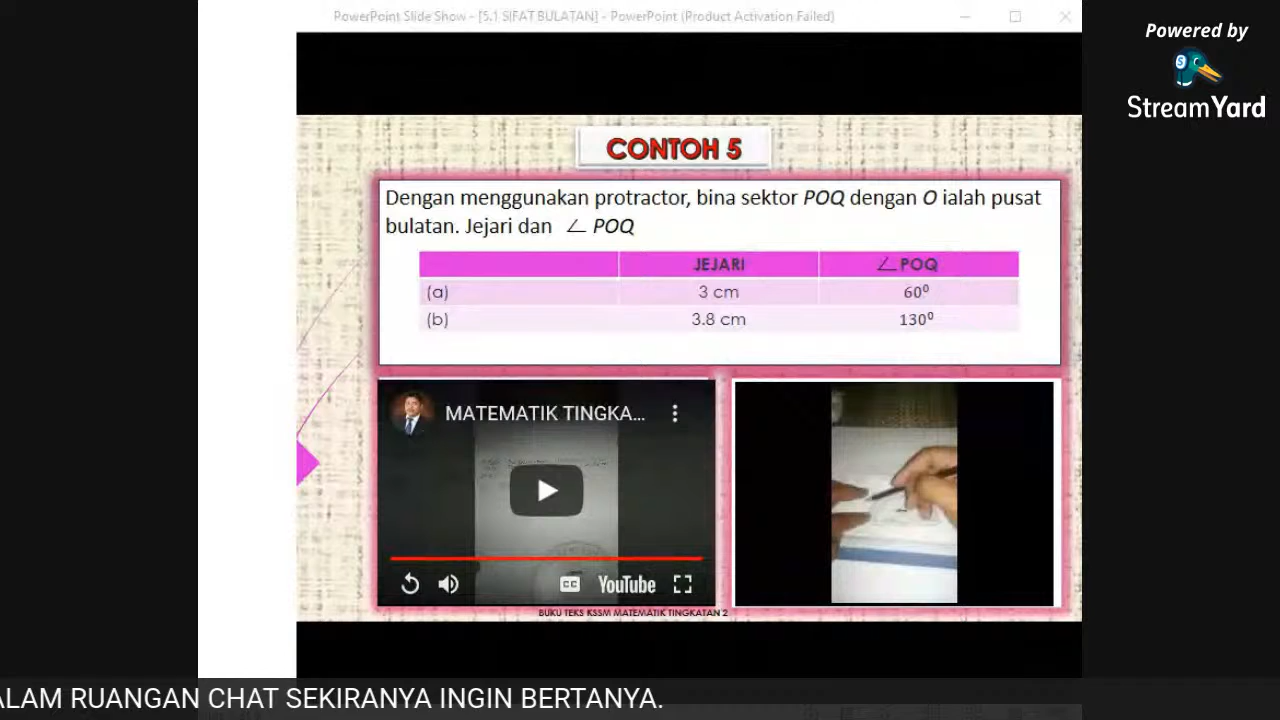 PowerPoint Slide Show - [5.1 SIFAT BULATAN] - PowerPoint (Product Activation Failed)
Powered by
StreamYard
CONTOH 5
Dengan menggunakan protractor, bina sektor POQ dengan O ialah pusat
bulatan. Jejari dan ∠ POQ
JEJARI ∠POQ
(a) 3 cm 60⁰
(b) 3.8 cm 130⁰
MATEMATIK TINGKA...
CC YouTube
BUKU TEKS KSSM MATEMATIK TINGKATAN 2
ALAM RUANGAN CHAT SEKIRANYA INGIN BERTANYA.